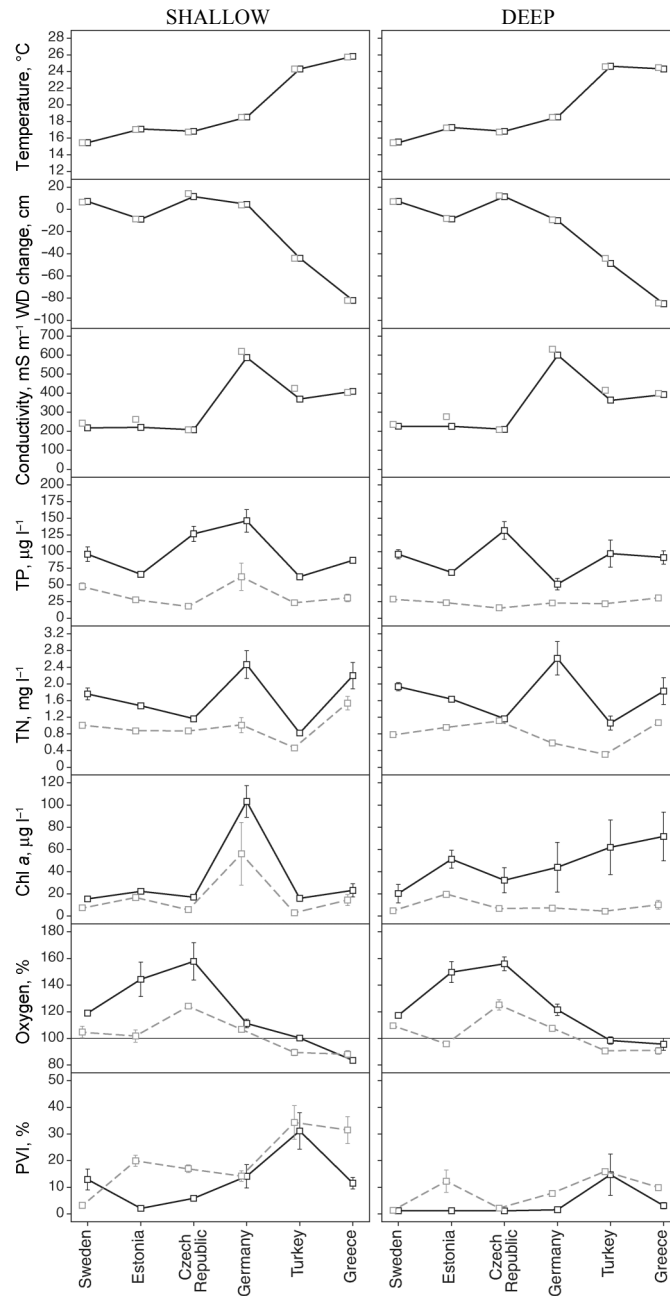 SHALLOW DEEP
Temperature, °C
28
26
24
22
20
18
16
14
12
WD change, cm
20
0
−20
−40
−60
−80
−100
Conductivity, mS m⁻¹
700
600
500
400
300
200
100
0
TP, µg l⁻¹
200
175
150
125
100
75
50
25
0
TN, mg l⁻¹
3.2
2.8
2.4
2.0
1.6
1.2
0.8
0.4
0
Chl a, µg l⁻¹
120
100
80
60
40
20
0
Oxygen, %
180
160
140
120
100
80
PVI, %
50
40
30
20
10
0
Sweden
Estonia
Czech
Republic
Germany
Turkey
Greece
Sweden
Estonia
Czech
Republic
Germany
Turkey
Greece